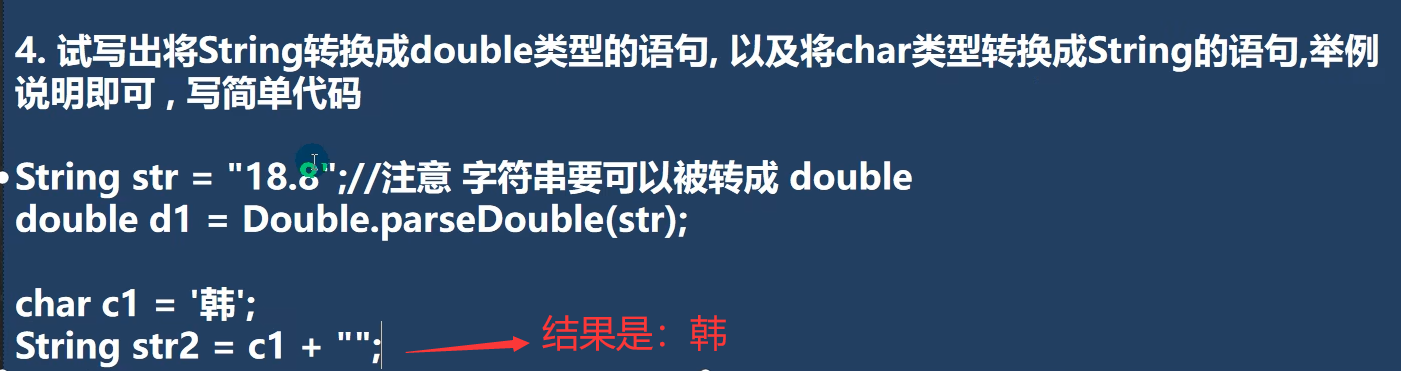 4. 试写出将String转换成double类型的语句, 以及将char类型转换成String的语句,举例
说明即可 , 写简单代码
String str = "18.8";//注意 字符串要可以被转成 double
double d1 = Double.parseDouble(str);
char c1 = '韩';
String str2 = c1 + "";
结果是：韩